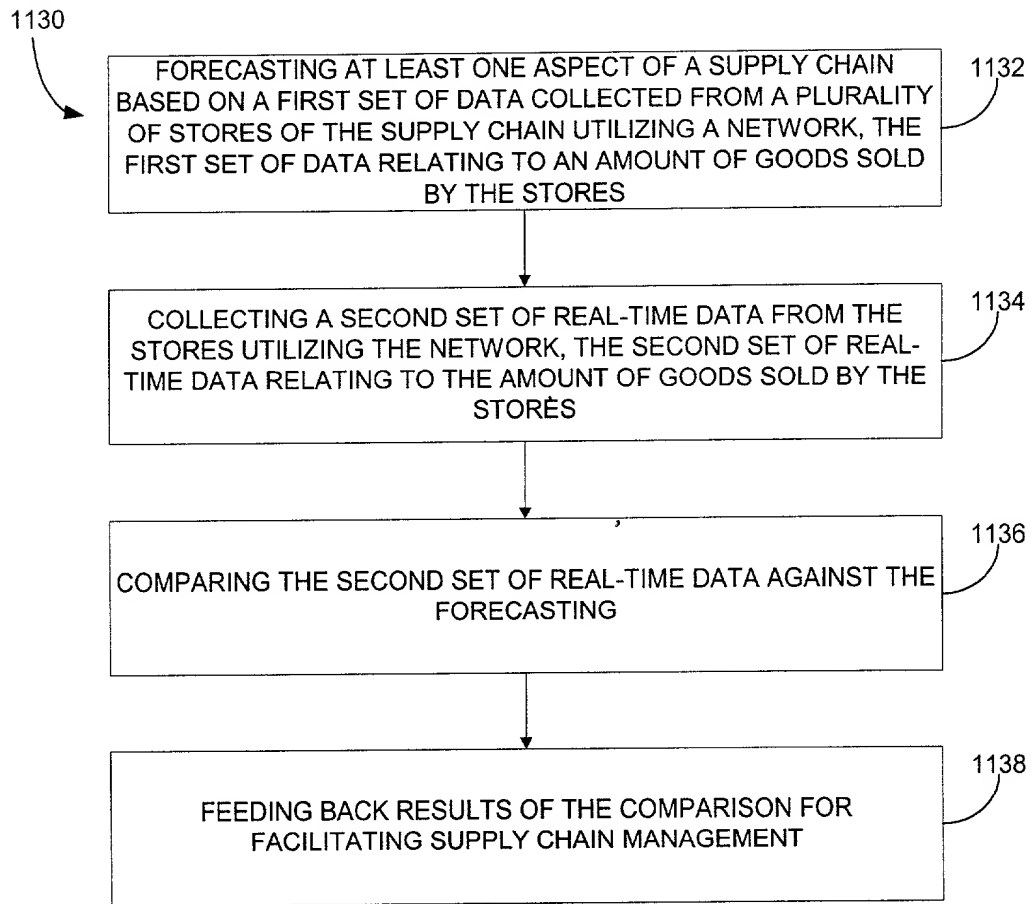 1130
FORECASTING AT LEAST ONE ASPECT OF A SUPPLY CHAIN
BASED ON A FIRST SET OF DATA COLLECTED FROM A PLURALITY
OF STORES OF THE SUPPLY CHAIN UTILIZING A NETWORK, THE
FIRST SET OF DATA RELATING TO AN AMOUNT OF GOODS SOLD
BY THE STORES
1132
COLLECTING A SECOND SET OF REAL-TIME DATA FROM THE
STORES UTILIZING THE NETWORK, THE SECOND SET OF REAL-
TIME DATA RELATING TO THE AMOUNT OF GOODS SOLD BY THE
STORES
1134
COMPARING THE SECOND SET OF REAL-TIME DATA AGAINST THE
FORECASTING
1136
FEEDING BACK RESULTS OF THE COMPARISON FOR
FACILITATING SUPPLY CHAIN MANAGEMENT
1138